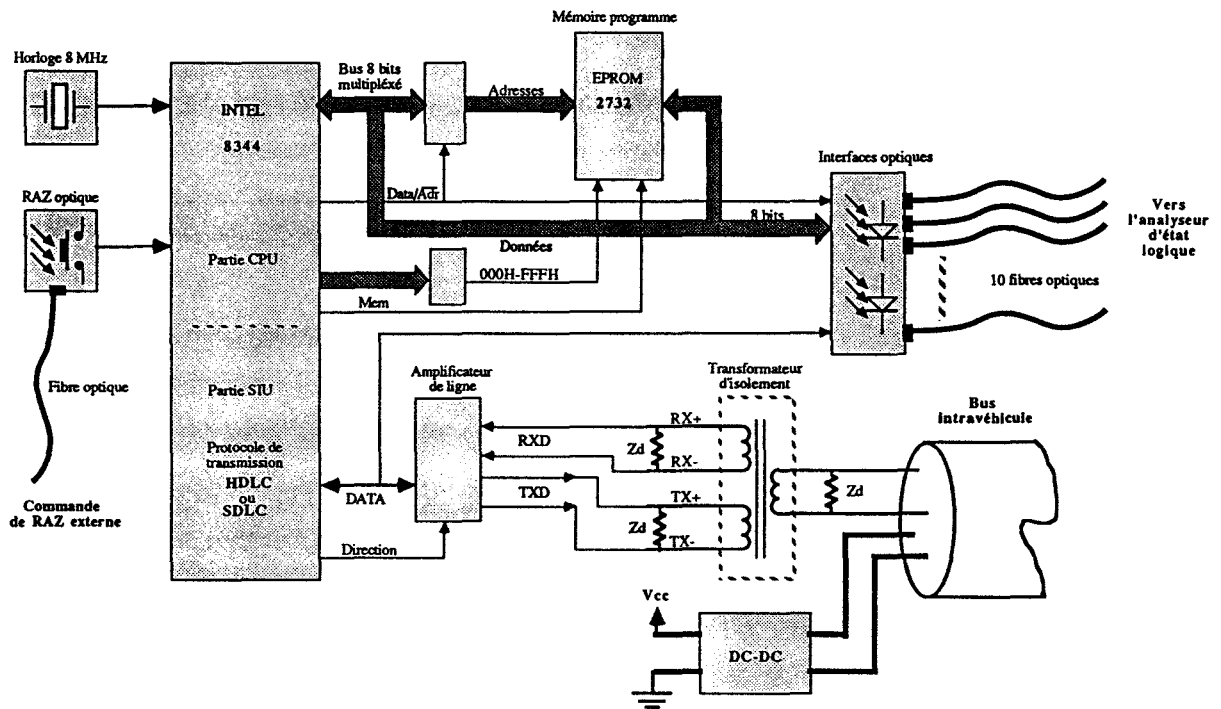 Mémoire programme
Horloge 8 MHz
INTEL
8344
Bus 8 bits
multipléxé
Adresses
EPROM
2732
Interfaces optiques
RAZ optique
Data/Adr
8 bits
Données
Vers
l'analyseur
d'état
logique
Partie CPU
000H-FFFH
Mem
10 fibres optiques
Fibre optique
Partie SIU
Amplificateur
de ligne
Transformateur
d'isolement
Bus
intravéhicule
RX+
RXD
Zd
RX-
Protocole de
transmission
HDLC
ou
SDLC
DATA
TXD
TX+
Zd
TX-
Zd
Commande
de RAZ externe
Direction
Vcc
DC-DC